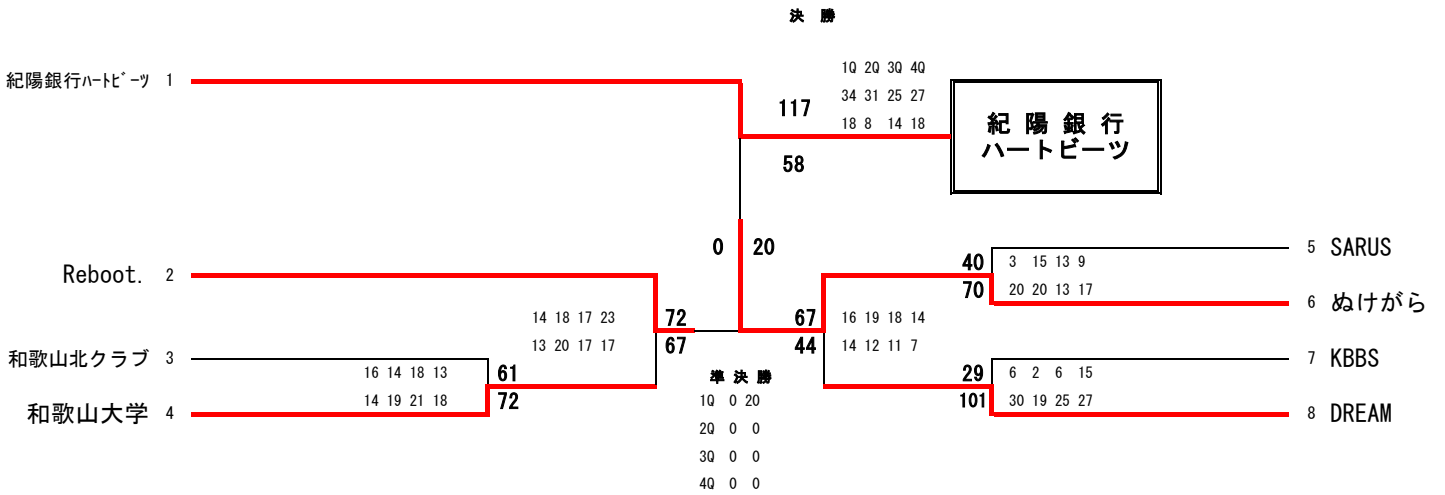 決 勝
紀陽銀行ハートビーツ 1
1Q 2Q 3Q 4Q
34 31 25 27
117
18 8 14 18
58
紀 陽 銀 行
ハートビーツ
0 20
Reboot. 2
40 3 15 13 9
5 SARUS
70 20 20 13 17
6 ぬけがら
14 18 17 23
72
13 20 17 17
67
67 16 19 18 14
44 14 12 11 7
和歌山北クラブ 3
16 14 18 13
61
14 19 21 18
72
和歌山大学 4
29 6 2 6 15
7 KBBS
101 30 19 25 27
8 DREAM
準 決 勝
1Q 0 20
2Q 0 0
3Q 0 0
4Q 0 0